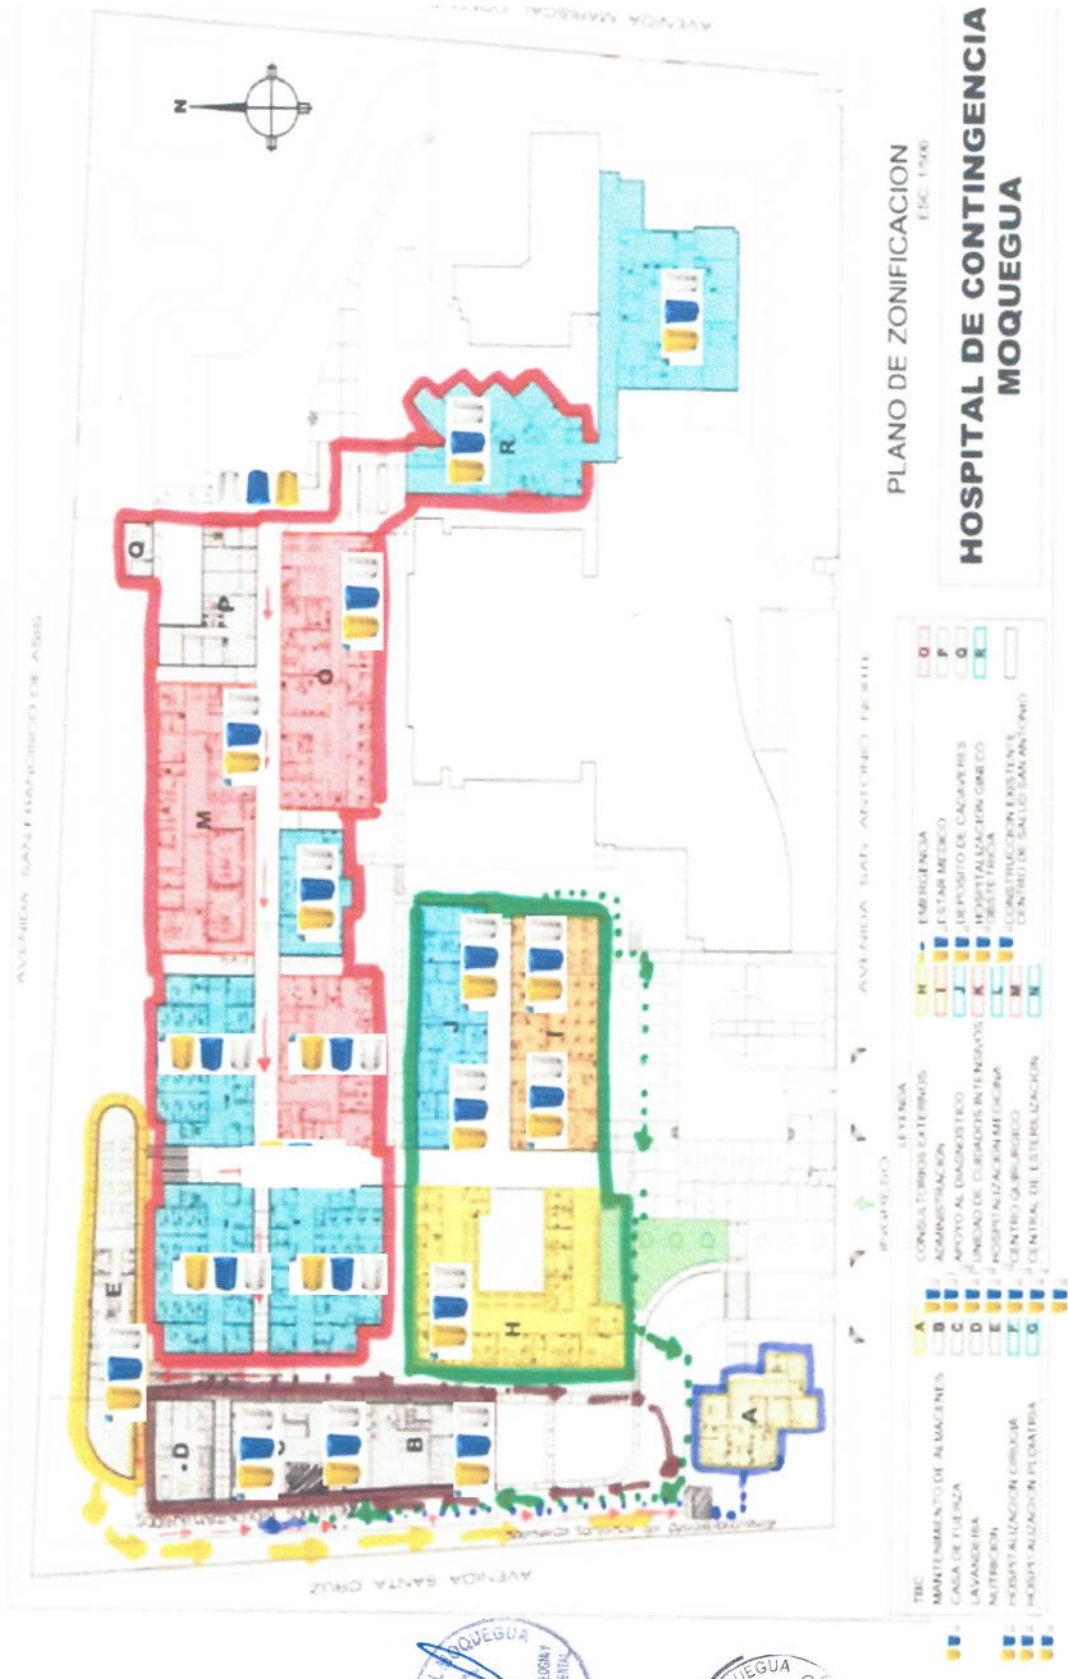 AVENIDA MARISCAL
N
AVENIDA SAN FRANCISCO DE ASIS
Q
P
O
M
R
J
I
H
E
D
B
A
AVENIDA SANTA CRUZ
AVENIDA SAN ANTONIO NORTE
INGRESO
PLANO DE ZONIFICACION
ESC. 1/500
HOSPITAL DE CONTINGENCIA
MOQUEGUA
LEYENDA
TBC A
MANTENIMIENTO DE ALMACENES B
CASA DE FUERZA C
LAVANDERIA D
NUTRICION E
HOSPITALIZACION CIRUGIA F
HOSPITALIZACION PEDIATRIA G
CONSULTORIOS EXTERNOS H
ADMINISTRACION I
APOYO AL DIAGNOSTICO J
UNIDAD DE CUIDADOS INTENSIVOS K
HOSPITALIZACION MEDICINA L
CENTRO QUIRURGICO M
CENTRAL DE ESTERILIZACION N
EMERGENCIA O
ESTAR MEDICO P
DEPOSITO DE CADAVERES Q
HOSPITALIZACION GINECO
OBSTETRICIA R
CONSTRUCCION EXISTENTE
CENTRO DE SALUD SAN ANTONIO
MOQUEGUA